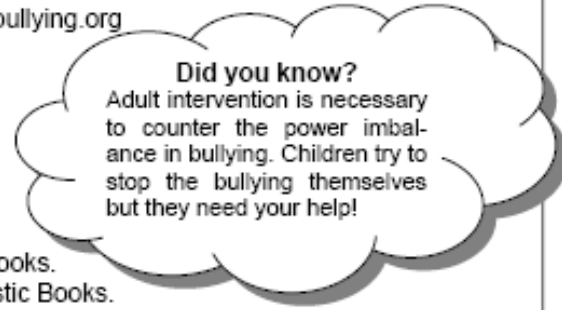 bullying.org
Did you know?
Adult intervention is necessary
to counter the power imbal-
ance in bullying. Children try to
stop the bullying themselves
but they need your help!
ooks.
stic Books.